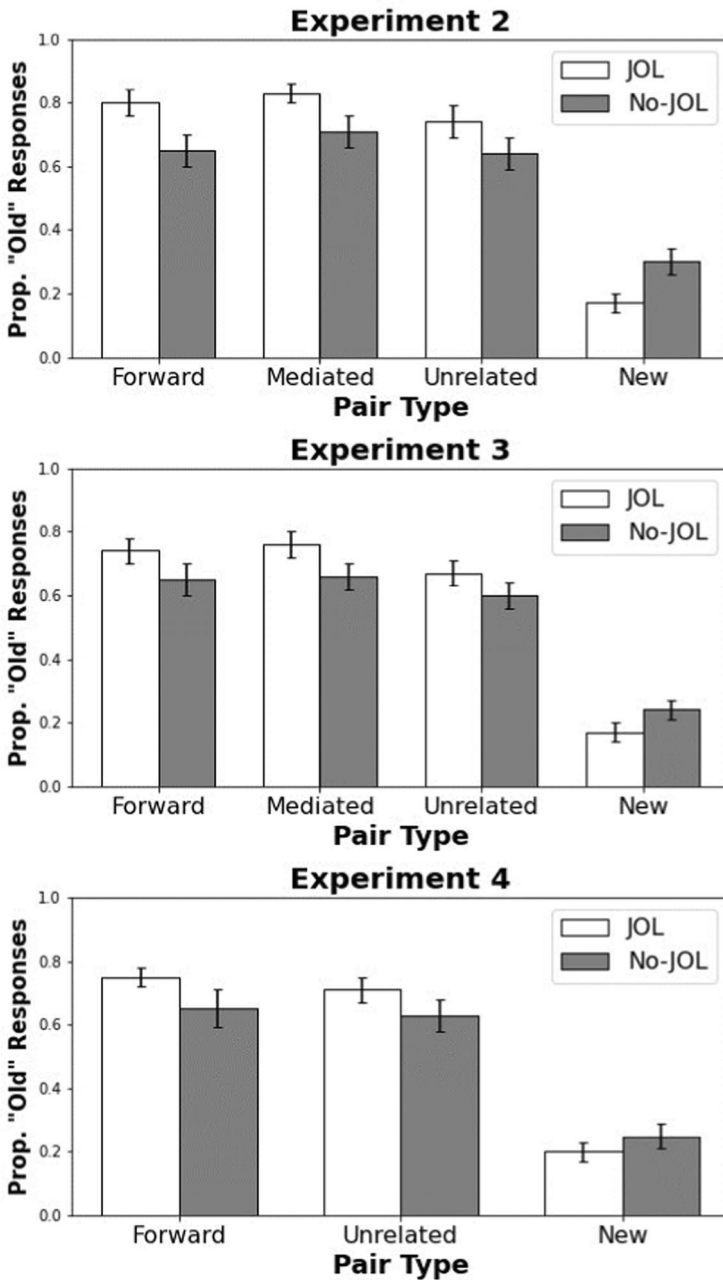 Experiment 2
Prop. "Old" Responses
1.0
0.8
0.6
0.4
0.2
0.0
JOL
No-JOL
Forward Mediated Unrelated New
Pair Type
Experiment 3
Prop. "Old" Responses
1.0
0.8
0.6
0.4
0.2
0.0
JOL
No-JOL
Forward Mediated Unrelated New
Pair Type
Experiment 4
Prop. "Old" Responses
1.0
0.8
0.6
0.4
0.2
0.0
JOL
No-JOL
Forward Unrelated New
Pair Type